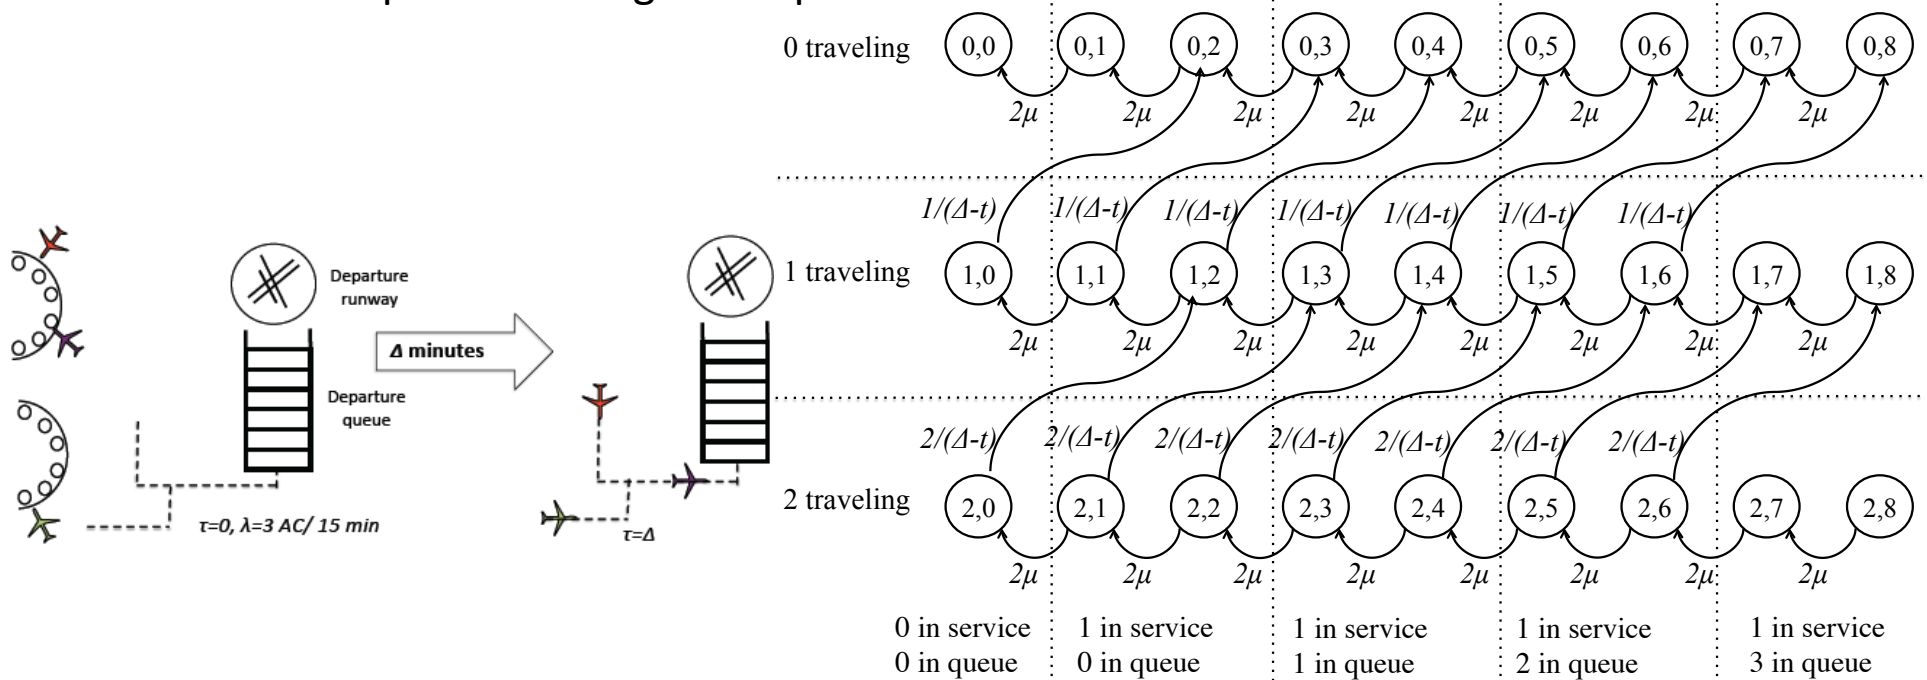 0 traveling
0,0 0,1 0,2 0,3 0,4 0,5 0,6 0,7 0,8
2μ 2μ 2μ 2μ 2μ 2μ 2μ 2μ
1/(Δ-t) 1/(Δ-t) 1/(Δ-t) 1/(Δ-t) 1/(Δ-t) 1/(Δ-t) 1/(Δ-t)
1 traveling
1,0 1,1 1,2 1,3 1,4 1,5 1,6 1,7 1,8
2μ 2μ 2μ 2μ 2μ 2μ 2μ 2μ
2/(Δ-t) 2/(Δ-t) 2/(Δ-t) 2/(Δ-t) 2/(Δ-t) 2/(Δ-t) 2/(Δ-t)
2 traveling
2,0 2,1 2,2 2,3 2,4 2,5 2,6 2,7 2,8
2μ 2μ 2μ 2μ 2μ 2μ 2μ 2μ
0 in service 1 in service 1 in service 1 in service 1 in service
0 in queue 0 in queue 1 in queue 2 in queue 3 in queue
Departure
runway
Δ minutes
Departure
queue
τ=0, λ=3 AC/ 15 min
τ=Δ